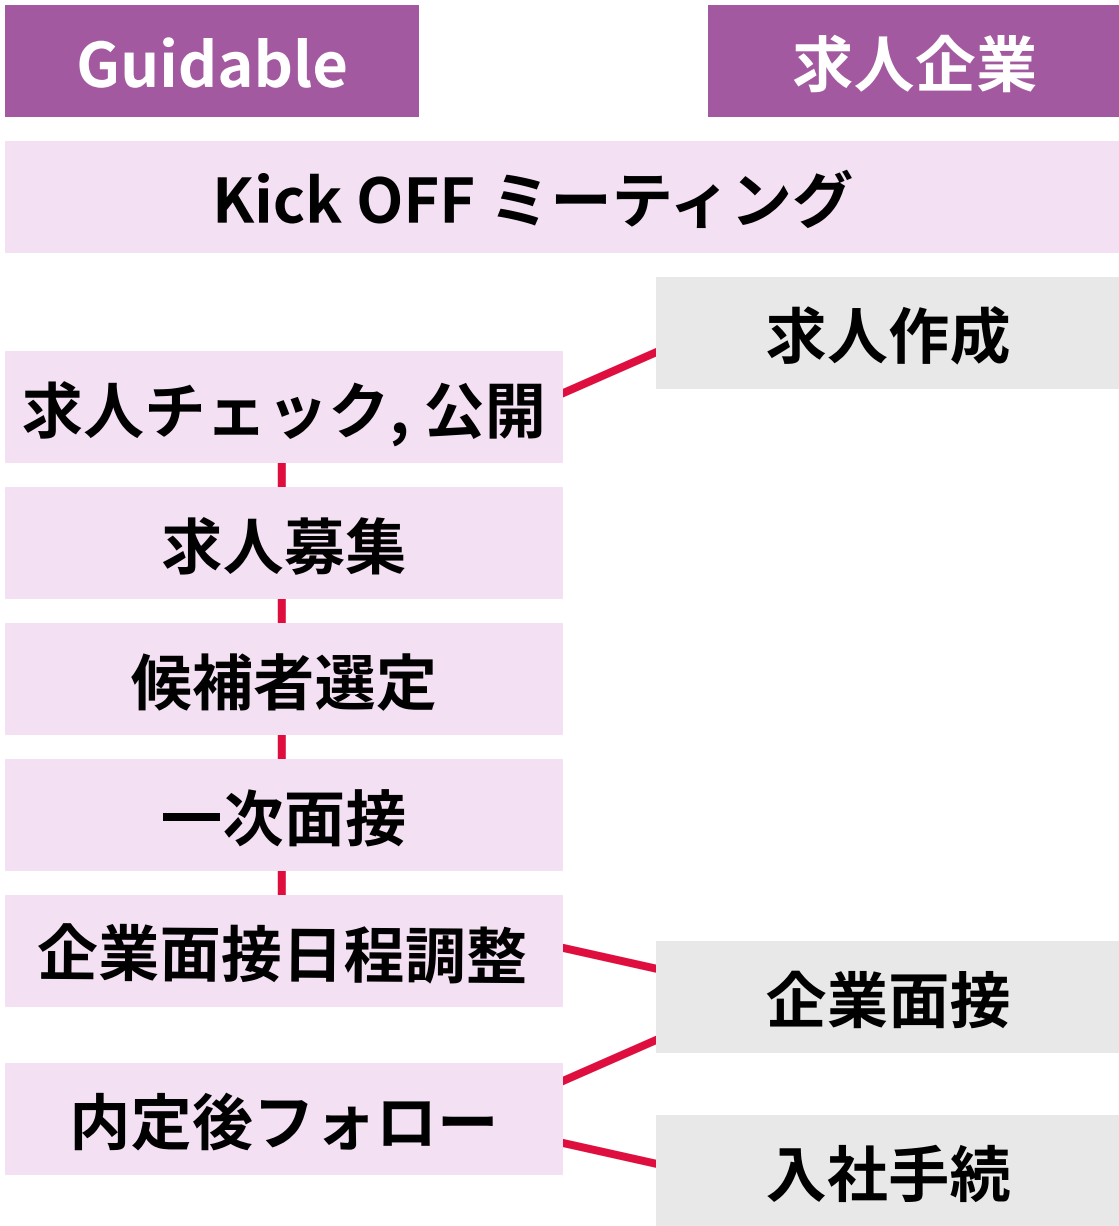 Guidable
求人企業
Kick OFF ミーティング
求人作成
求人チェック, 公開
求人募集
候補者選定
一次面接
企業面接日程調整
企業面接
内定後フォロー
入社手続